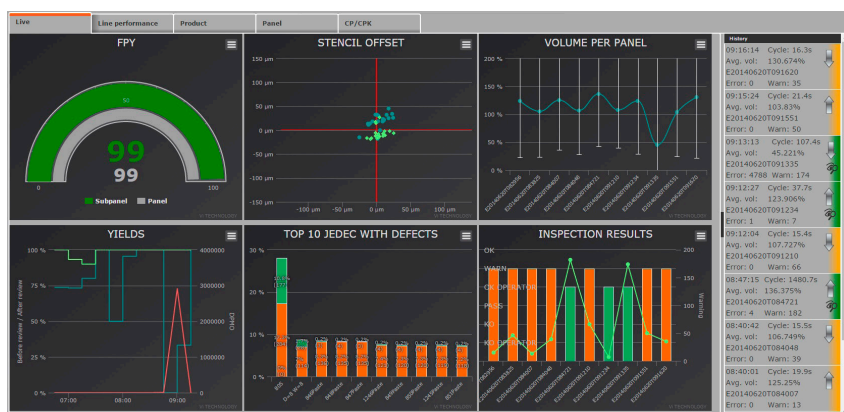 Live Line performance Product Panel CP/CPK
FPY
50
99
99
0 100
Subpanel Panel
STENCIL OFFSET
150 µm
100 µm
50 µm
0 µm
-50 µm
-100 µm
-150 µm
-100 µm -50 µm 0 µm 50 µm 100 µm
VOLUME PER PANEL
200 %
150 %
100 %
50 %
0 %
YIELDS
100 %
75 %
50 %
25 %
0 %
Before review / After review
4000000
3000000
2000000
1000000
0
DPMO
07:00 08:00 09:00
TOP 10 JEDEC WITH DEFECTS
30 %
20 %
10 %
0 %
INSPECTION RESULTS
OK
WARN
OK OPERATOR
PASS
KO
KO OPERATOR
200
150
100
50
0
Warning
History
09:16:14 Cycle: 16.3s
Avg. vol: 130.674%
E20140620T091620
Error: 0 Warn: 35
09:15:24 Cycle: 21.4s
Avg. vol: 103.83%
E20140620T091551
Error: 0 Warn: 50
09:13:13 Cycle: 107.4s
Avg. vol: 45.221%
E20140620T091335
Error: 4788 Warn: 174
09:12:27 Cycle: 37.7s
Avg. vol: 123.906%
E20140620T091234
Error: 1 Warn: 7
09:12:04 Cycle: 15.4s
Avg. vol: 107.727%
E20140620T091210
Error: 0 Warn: 66
08:47:15 Cycle: 1480.7s
Avg. vol: 136.375%
E20140620T084721
Error: 4 Warn: 182
08:40:42 Cycle: 15.5s
Avg. vol: 106.749%
E20140620T084048
Error: 0 Warn: 39
08:40:01 Cycle: 19.9s
Avg. vol: 125.25%
E20140620T084007
Error: 0 Warn: 13